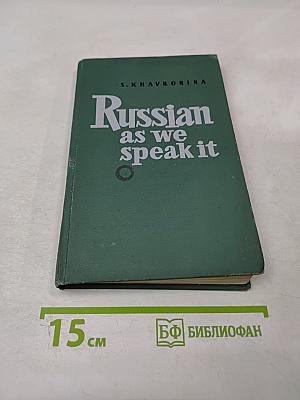 S. KHAVRONINA
Russian
as we
speak it
15 см
БФ БИБЛИОФАН